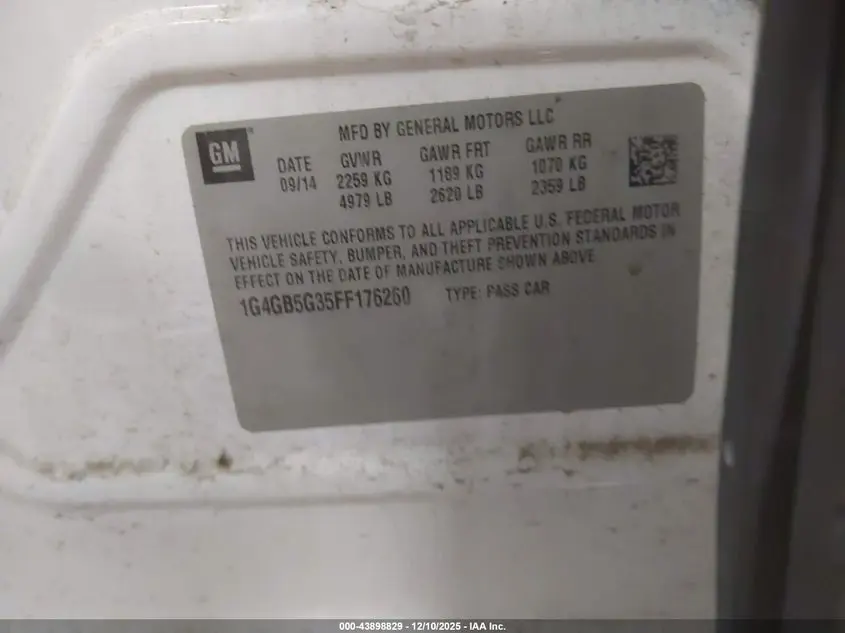 MFD BY GENERAL MOTORS LLC
GM
DATE GVWR GAWR FRT GAWR RR
09/14 2259 KG 1189 KG 1070 KG
4979 LB 2620 LB 2359 LB
THIS VEHICLE CONFORMS TO ALL APPLICABLE U.S. FEDERAL MOTOR
VEHICLE SAFETY, BUMPER, AND THEFT PREVENTION STANDARDS IN
EFFECT ON THE DATE OF MANUFACTURE SHOWN ABOVE
1G4GB5G35FF176260 TYPE: PASS CAR
000-43898829 - 12/10/2025 - IAA Inc.